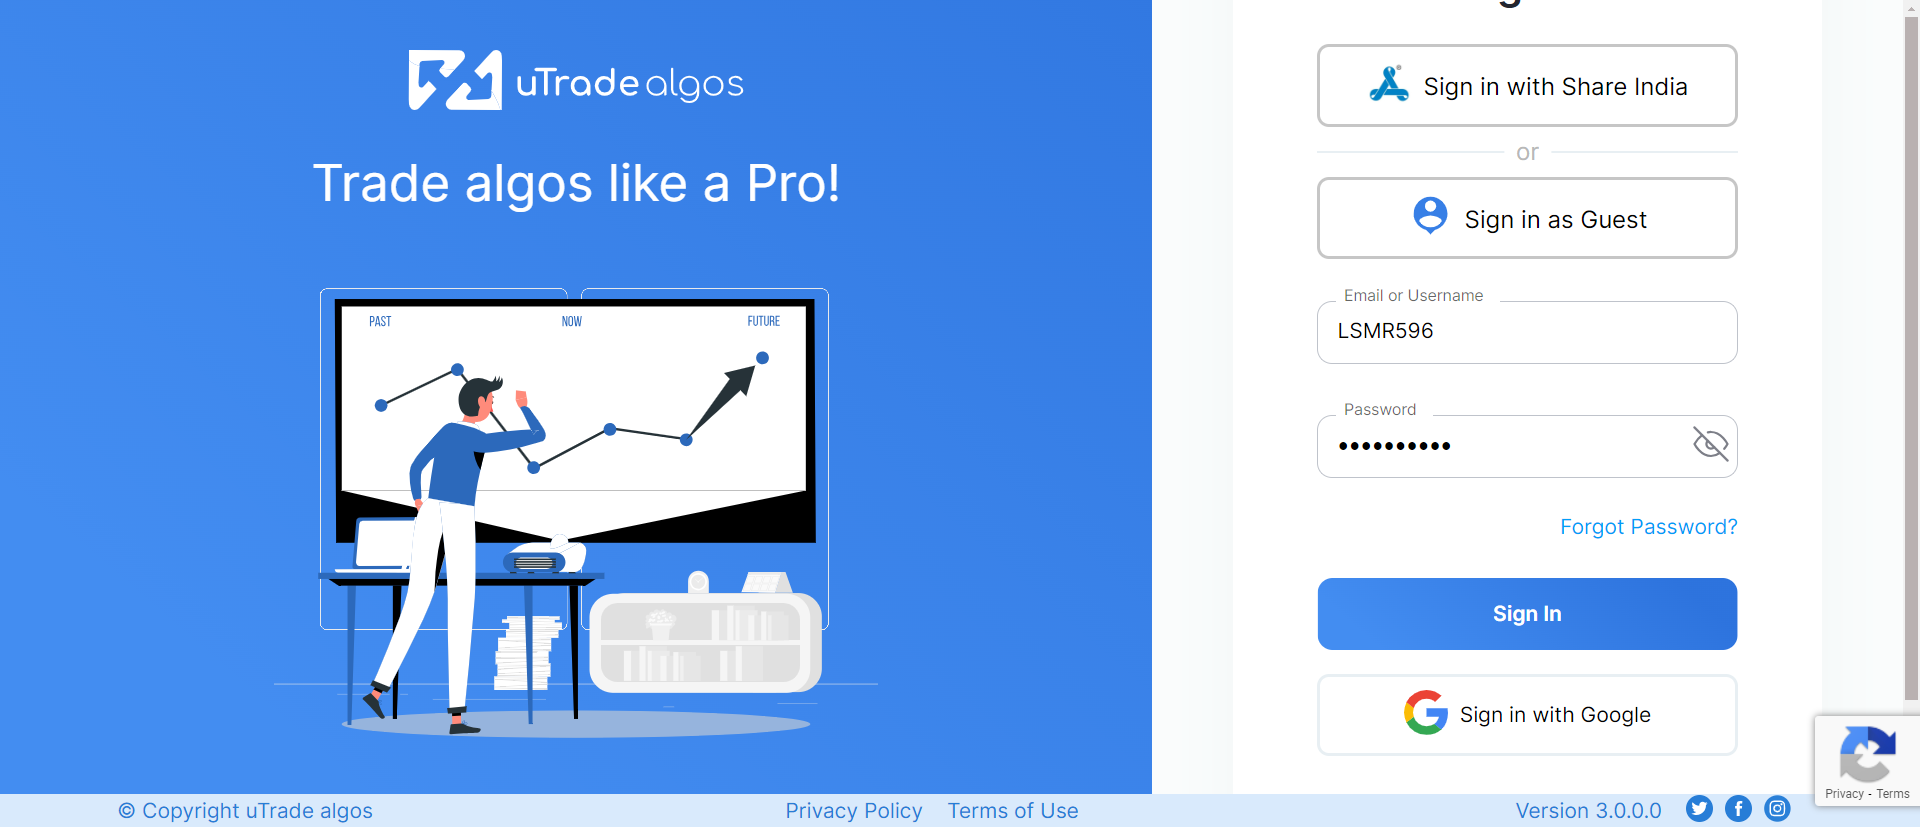 uTrade algos
Trade algos like a Pro!
PAST
NOW
FUTURE
Sign in with Share India
or
Sign in as Guest
Email or Username
LSMR596
Password
••••••••••
Forgot Password?
Sign In
Sign in with Google
Privacy - Terms
© Copyright uTrade algos
Privacy Policy
Terms of Use
Version 3.0.0.0